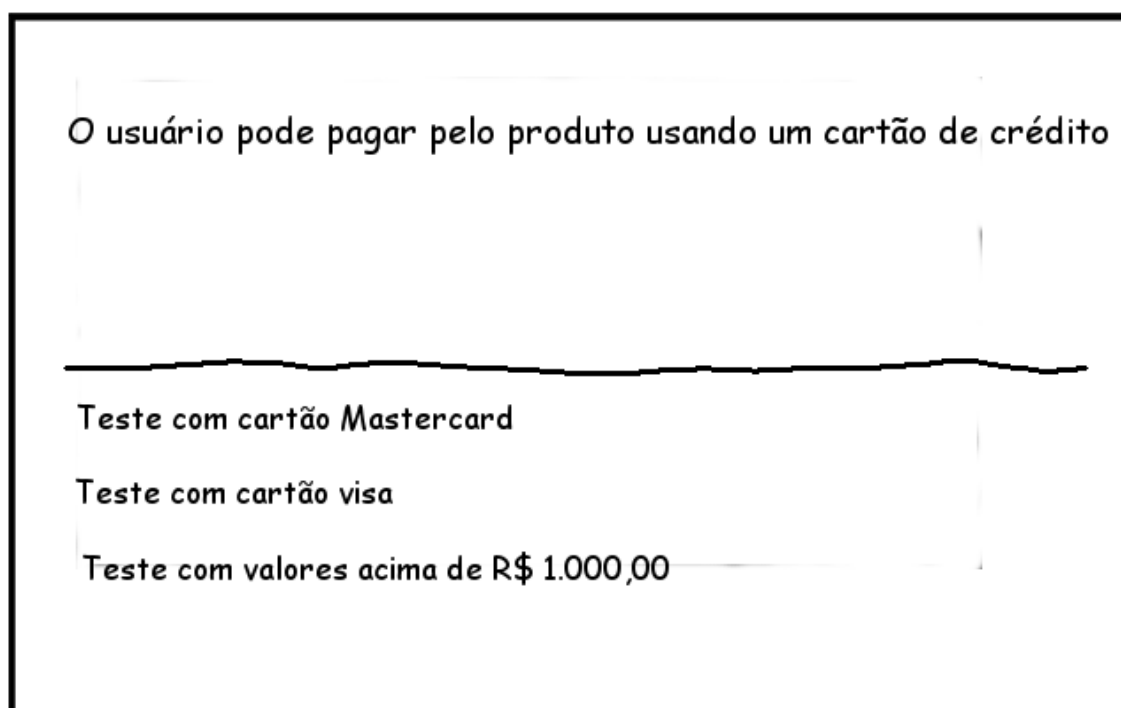 O usuário pode pagar pelo produto usando um cartão de crédito
Teste com cartão Mastercard
Teste com cartão visa
Teste com valores acima de R$ 1.000,00